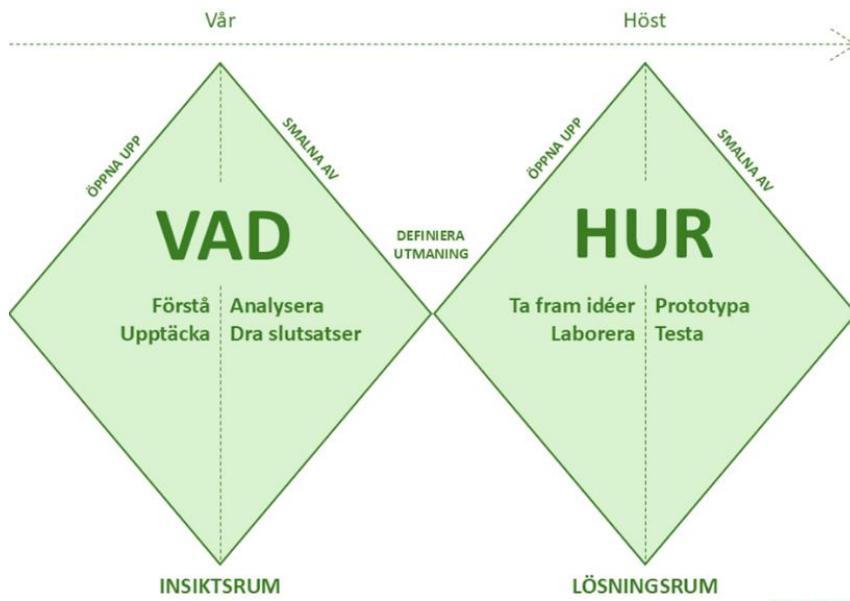 Vår
Höst
ÖPPNA UPP
SMALNA AV
VAD
Förstå
Upptäcka
Analysera
Dra slutsatser
INSIKTSRUM
DEFINIERA
UTMANING
ÖPPNA UPP
SMALNA AV
HUR
Ta fram idéer
Laborera
Prototypa
Testa
LÖSNINGSRUM